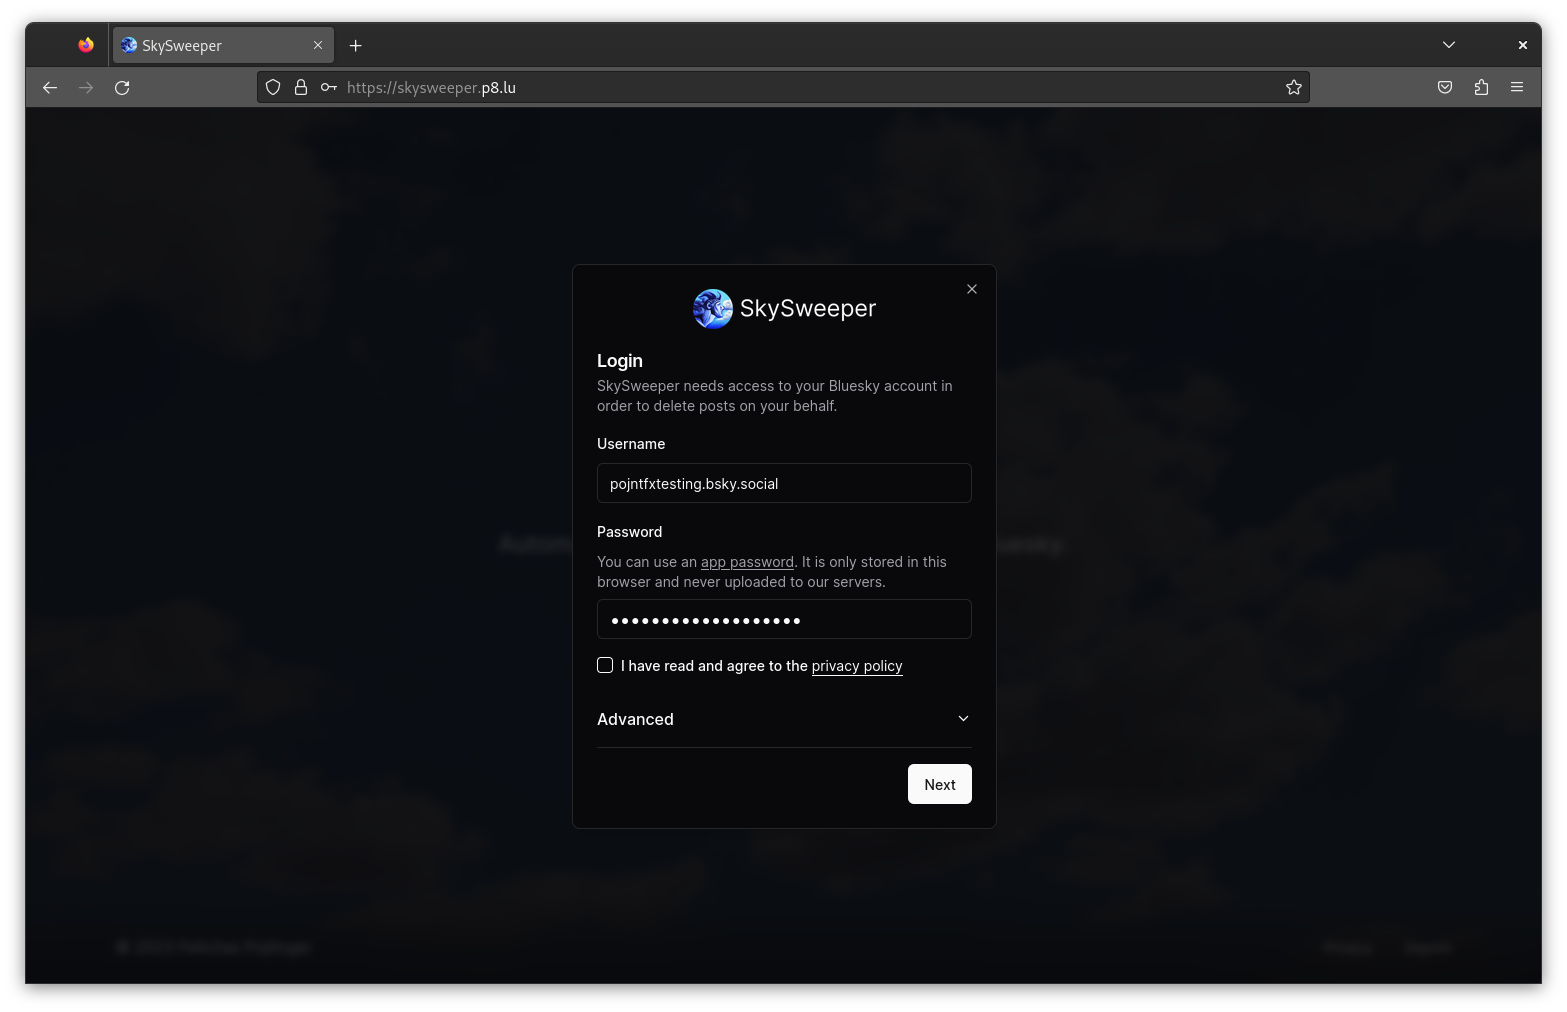 SkySweeper
https://skysweeper.p8.lu
SkySweeper
Login
SkySweeper needs access to your Bluesky account in
order to delete posts on your behalf.
Username
pojntfxtesting.bsky.social
Password
You can use an app password. It is only stored in this
browser and never uploaded to our servers.
I have read and agree to the privacy policy
Advanced
Next